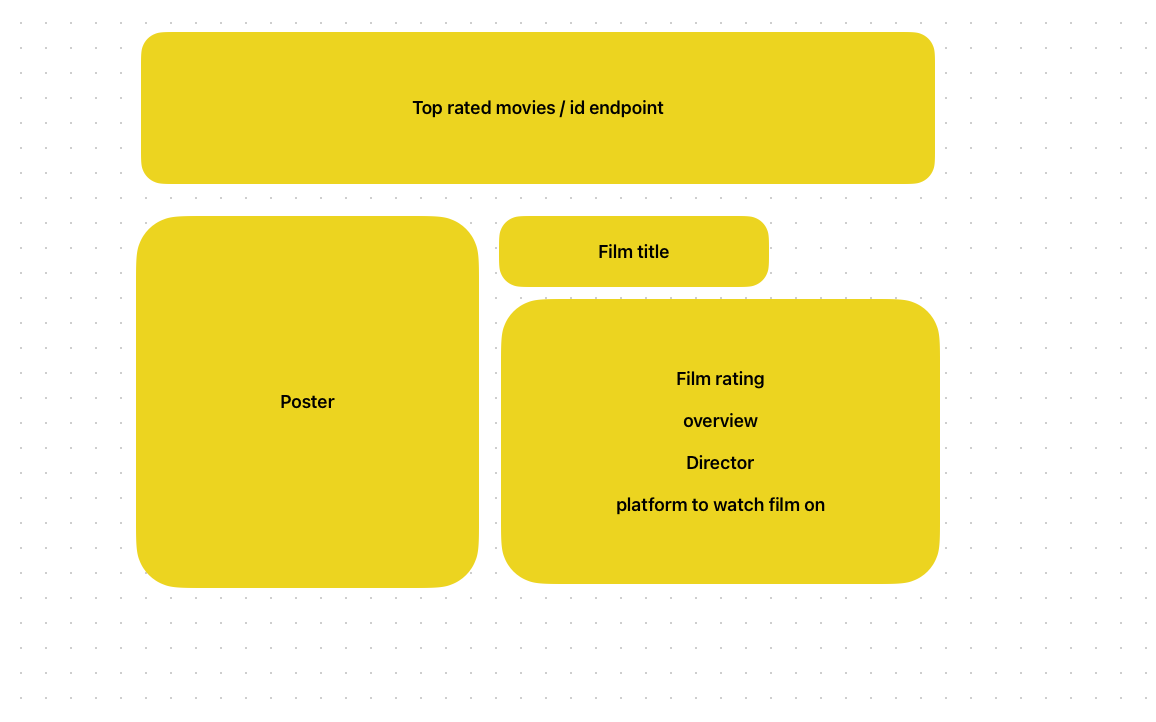 Top rated movies / id endpoint
Film title
Poster
Film rating
overview
Director
platform to watch film on